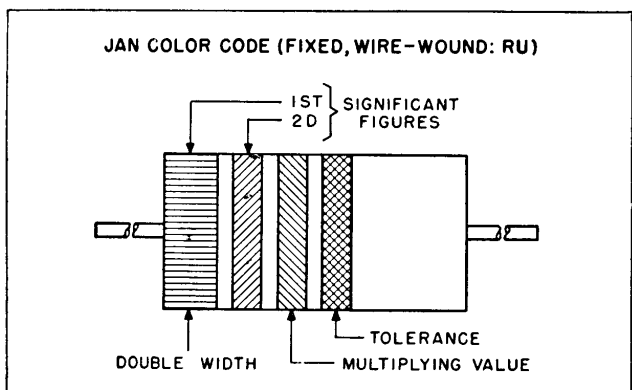 JAN COLOR CODE (FIXED, WIRE-WOUND: RU)
1ST
2D
SIGNIFICANT
FIGURES
TOLERANCE
DOUBLE WIDTH
MULTIPLYING VALUE